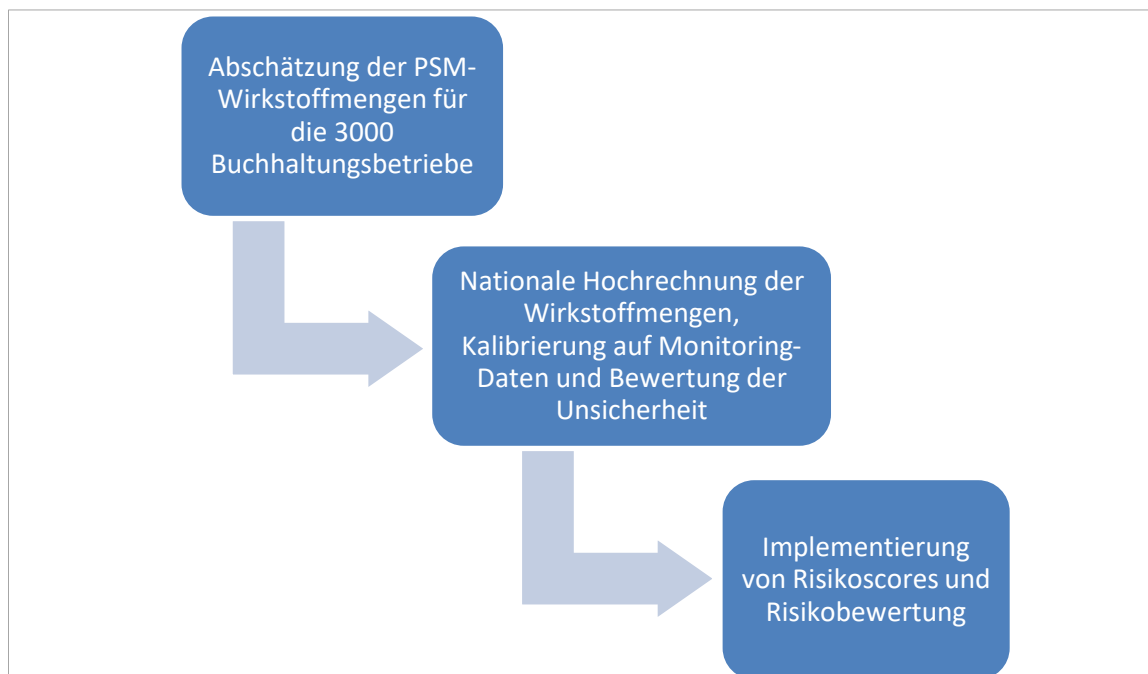 Abschätzung der PSM-
Wirkstoffmengen für
die 3000
Buchhaltungsbetriebe
Nationale Hochrechnung der
Wirkstoffmengen,
Kalibrierung auf Monitoring-
Daten und Bewertung der
Unsicherheit
Implementierung
von Risikoscores und
Risikobewertung